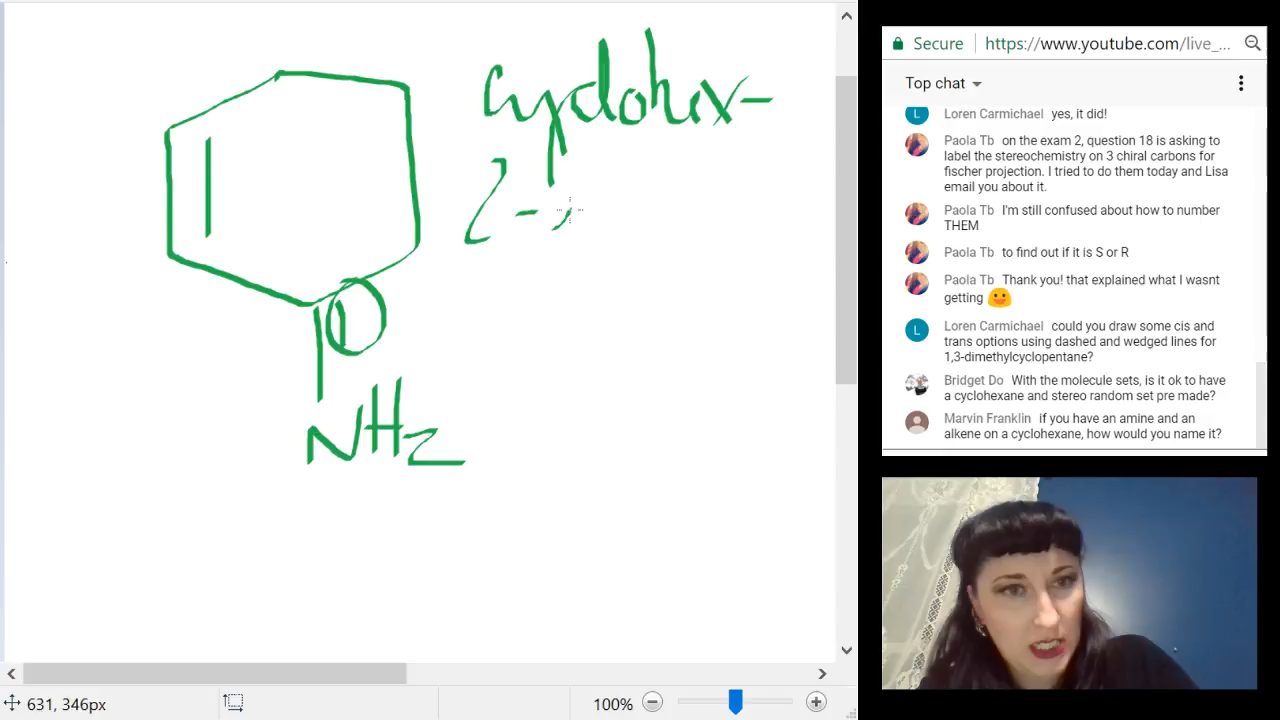 cyclohex-
2-
1
NH2
Secure https://www.youtube.com/live_...
Top chat
L Loren Carmichael yes, it did!
Paola Tb on the exam 2, question 18 is asking to
label the stereochemistry on 3 chiral carbons for
fischer projection. I tried to do them today and Lisa
email you about it.
Paola Tb I'm still confused about how to number
THEM
Paola Tb to find out if it is S or R
Paola Tb Thank you! that explained what I wasnt
getting
L Loren Carmichael could you draw some cis and
trans options using dashed and wedged lines for
1,3-dimethylcyclopentane?
Bridget Do With the molecule sets, is it ok to have
a cyclohexane and stereo random set pre made?
Marvin Franklin if you have an amine and an
alkene on a cyclohexane, how would you name it?
631, 346px
100%